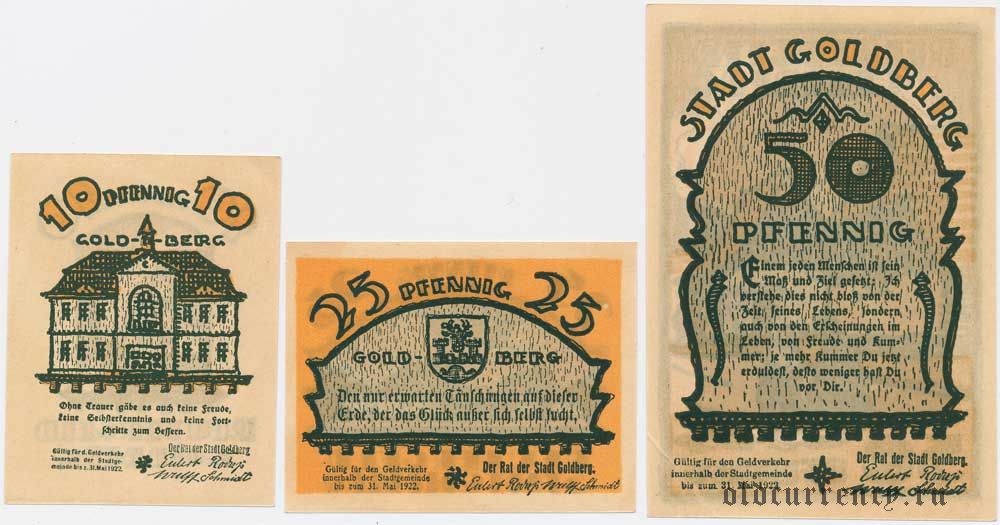 10 PFENNIG 10
GOLD-BERG
Ohne Trauer gäbe es auch keine Freude,
keine Selbsterkenntnis und keine Fort-
schritte zum Bessern.
Gültig für d. Geldverkehr
innerhalb der Stadtge-
meinde bis z. 31. Mai 1922.
Der Rat der Stadt Goldberg
Schmidt
25 PFENNIG 25
GOLD-BERG
Den nur erwarten Täuschungen auf dieser
Erde, der das Glück außer sich selbst sucht.
Gültig für den Geldverkehr
innerhalb der Stadtgemeinde
bis zum 31. Mai 1922.
Der Rat der Stadt Goldberg.
Schmidt
STADT GOLDBERG
50
PFENNIG
Einem jeden Menschen ist sein
Maß und Ziel gesetzt; Ich
verstehe dies nicht bloß von der
Zeit seines Lebens, sondern
auch von den Erscheinungen im
Leben, von Freude und Kum-
mer; je mehr Kummer Du jetzt
erduldest, desto weniger hast Du
vor Dir.
Gültig für den Geldverkehr
innerhalb der Stadtgemeinde
bis zum 31. Mai 1922
Der Rat der Stadt Goldberg.
Schmidt
oldcurrency.ru